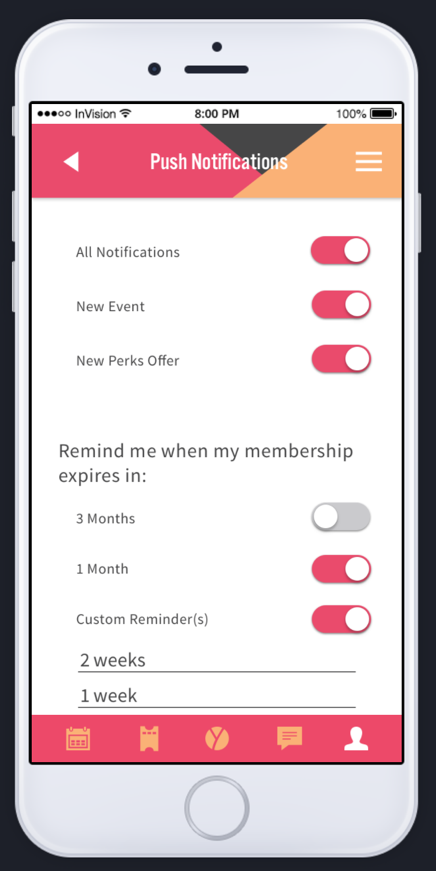 InVision 8:00 PM 100%
Push Notifications
All Notifications
New Event
New Perks Offer
Remind me when my membership
expires in:
3 Months
1 Month
Custom Reminder(s)
2 weeks
1 week